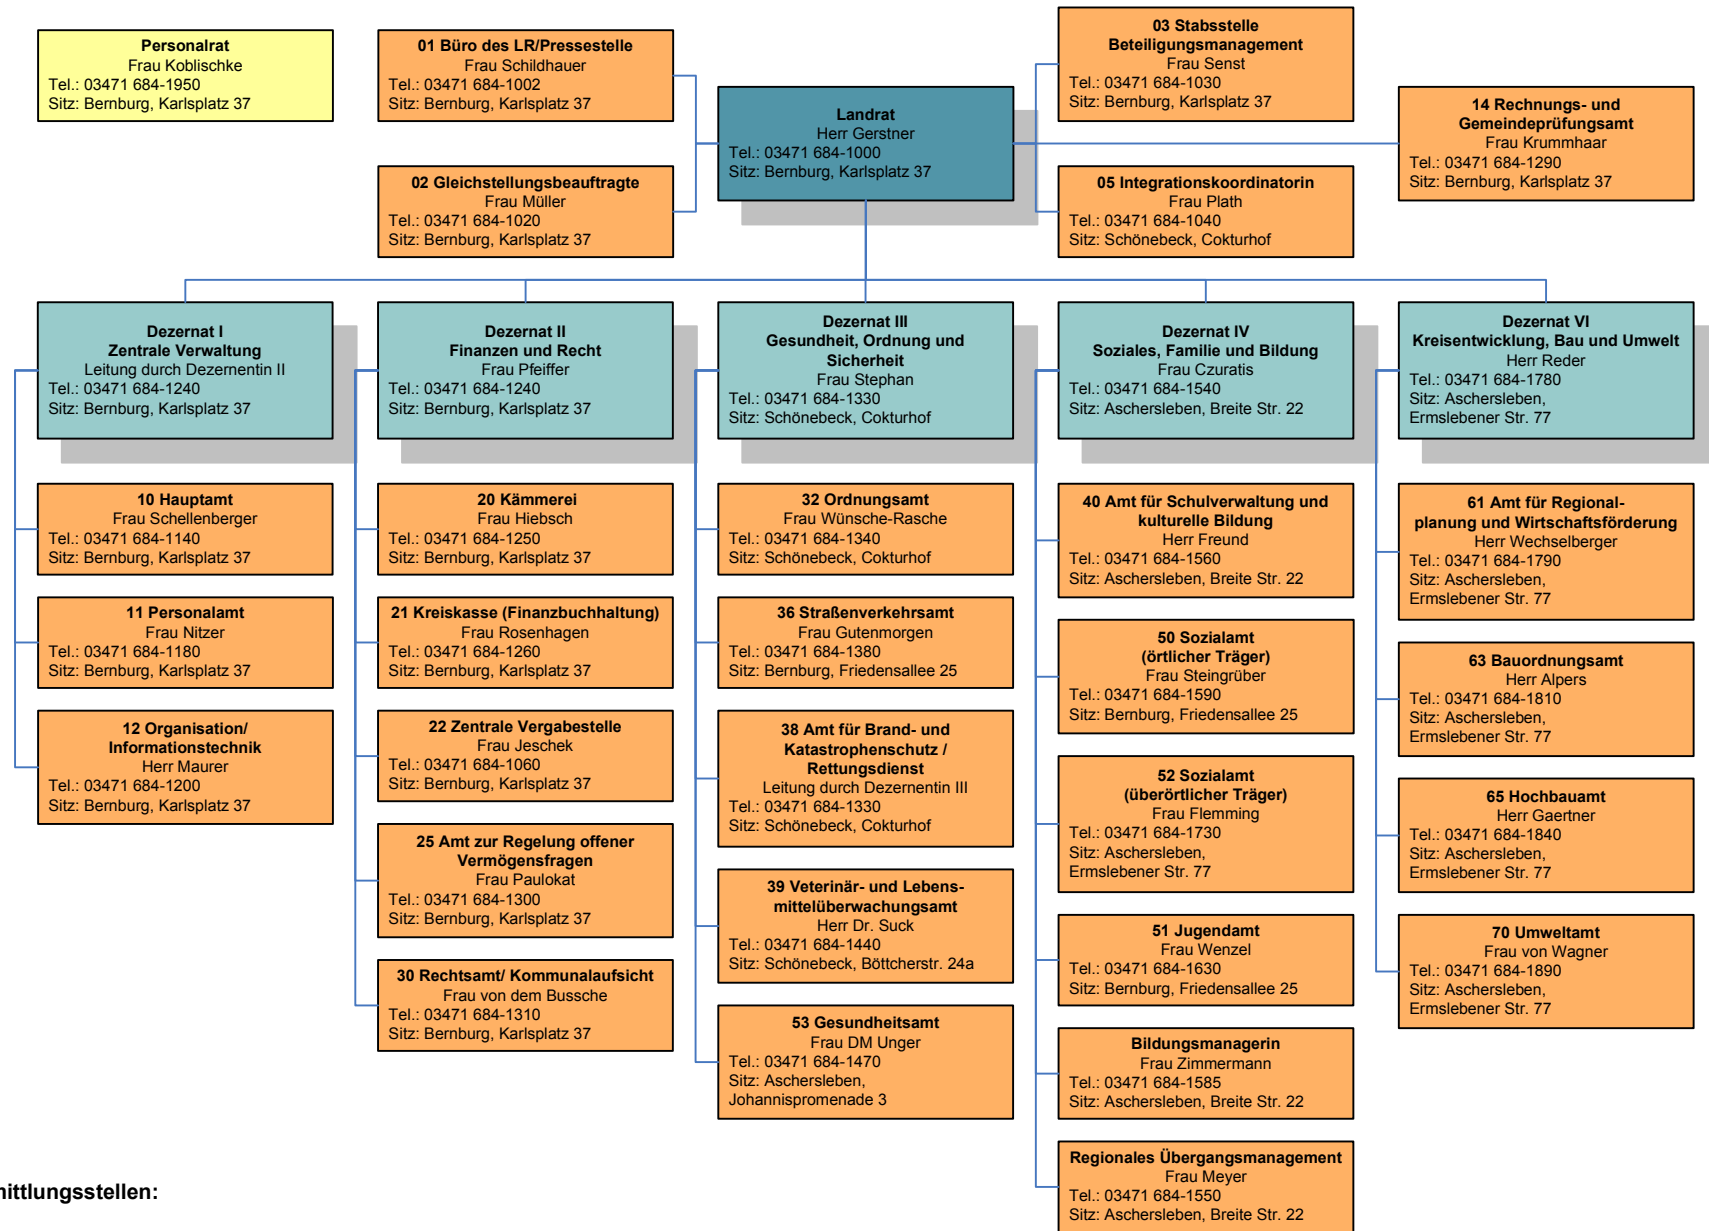 Personalrat
Frau Koblischke
Tel.: 03471 684-1950
Sitz: Bernburg, Karlsplatz 37
01 Büro des LR/Pressestelle
Frau Schildhauer
Tel.: 03471 684-1002
Sitz: Bernburg, Karlsplatz 37
02 Gleichstellungsbeauftragte
Frau Müller
Tel.: 03471 684-1020
Sitz: Bernburg, Karlsplatz 37
Landrat
Herr Gerstner
Tel.: 03471 684-1000
Sitz: Bernburg, Karlsplatz 37
03 Stabsstelle
Beteiligungsmanagement
Frau Senst
Tel.: 03471 684-1030
Sitz: Bernburg, Karlsplatz 37
05 Integrationskoordinatorin
Frau Plath
Tel.: 03471 684-1040
Sitz: Schönebeck, Cokturhof
14 Rechnungs- und
Gemeindeprüfungsamt
Frau Krummhaar
Tel.: 03471 684-1290
Sitz: Bernburg, Karlsplatz 37
Dezernat I
Zentrale Verwaltung
Leitung durch Dezernentin II
Tel.: 03471 684-1240
Sitz: Bernburg, Karlsplatz 37
10 Hauptamt
Frau Schellenberger
Tel.: 03471 684-1140
Sitz: Bernburg, Karlsplatz 37
11 Personalamt
Frau Nitzer
Tel.: 03471 684-1180
Sitz: Bernburg, Karlsplatz 37
12 Organisation/
Informationstechnik
Herr Maurer
Tel.: 03471 684-1200
Sitz: Bernburg, Karlsplatz 37
Dezernat II
Finanzen und Recht
Frau Pfeiffer
Tel.: 03471 684-1240
Sitz: Bernburg, Karlsplatz 37
20 Kämmerei
Frau Hiebsch
Tel.: 03471 684-1250
Sitz: Bernburg, Karlsplatz 37
21 Kreiskasse (Finanzbuchhaltung)
Frau Rosenhagen
Tel.: 03471 684-1260
Sitz: Bernburg, Karlsplatz 37
22 Zentrale Vergabestelle
Frau Jeschek
Tel.: 03471 684-1060
Sitz: Bernburg, Karlsplatz 37
25 Amt zur Regelung offener
Vermögensfragen
Frau Paulokat
Tel.: 03471 684-1300
Sitz: Bernburg, Karlsplatz 37
30 Rechtsamt/ Kommunalaufsicht
Frau von dem Bussche
Tel.: 03471 684-1310
Sitz: Bernburg, Karlsplatz 37
Dezernat III
Gesundheit, Ordnung und
Sicherheit
Frau Stephan
Tel.: 03471 684-1330
Sitz: Schönebeck, Cokturhof
32 Ordnungsamt
Frau Wünsche-Rasche
Tel.: 03471 684-1340
Sitz: Schönebeck, Cokturhof
36 Straßenverkehrsamt
Frau Gutenmorgen
Tel.: 03471 684-1380
Sitz: Bernburg, Friedensallee 25
38 Amt für Brand- und
Katastrophenschutz /
Rettungsdienst
Leitung durch Dezernentin III
Tel.: 03471 684-1330
Sitz: Schönebeck, Cokturhof
39 Veterinär- und Lebens-
mittelüberwachungsamt
Herr Dr. Suck
Tel.: 03471 684-1440
Sitz: Schönebeck, Böttcherstr. 24a
53 Gesundheitsamt
Frau DM Unger
Tel.: 03471 684-1470
Sitz: Aschersleben,
Johannispromenade 3
Dezernat IV
Soziales, Familie und Bildung
Frau Czuratis
Tel.: 03471 684-1540
Sitz: Aschersleben, Breite Str. 22
40 Amt für Schulverwaltung und
kulturelle Bildung
Herr Freund
Tel.: 03471 684-1560
Sitz: Aschersleben, Breite Str. 22
50 Sozialamt
(örtlicher Träger)
Frau Steingrüber
Tel.: 03471 684-1590
Sitz: Bernburg, Friedensallee 25
52 Sozialamt
(überörtlicher Träger)
Frau Flemming
Tel.: 03471 684-1730
Sitz: Aschersleben,
Ermslebener Str. 77
51 Jugendamt
Frau Wenzel
Tel.: 03471 684-1630
Sitz: Bernburg, Friedensallee 25
Bildungsmanagerin
Frau Zimmermann
Tel.: 03471 684-1585
Sitz: Aschersleben, Breite Str. 22
Regionales Übergangsmanagement
Frau Meyer
Tel.: 03471 684-1550
Sitz: Aschersleben, Breite Str. 22
Dezernat VI
Kreisentwicklung, Bau und Umwelt
Herr Reder
Tel.: 03471 684-1780
Sitz: Aschersleben,
Ermslebener Str. 77
61 Amt für Regional-
planung und Wirtschaftsförderung
Herr Wechselberger
Tel.: 03471 684-1790
Sitz: Aschersleben,
Ermslebener Str. 77
63 Bauordnungsamt
Herr Alpers
Tel.: 03471 684-1810
Sitz: Aschersleben,
Ermslebener Str. 77
65 Hochbauamt
Herr Gaertner
Tel.: 03471 684-1840
Sitz: Aschersleben,
Ermslebener Str. 77
70 Umweltamt
Frau von Wagner
Tel.: 03471 684-1890
Sitz: Aschersleben,
Ermslebener Str. 77
mittlungsstellen: